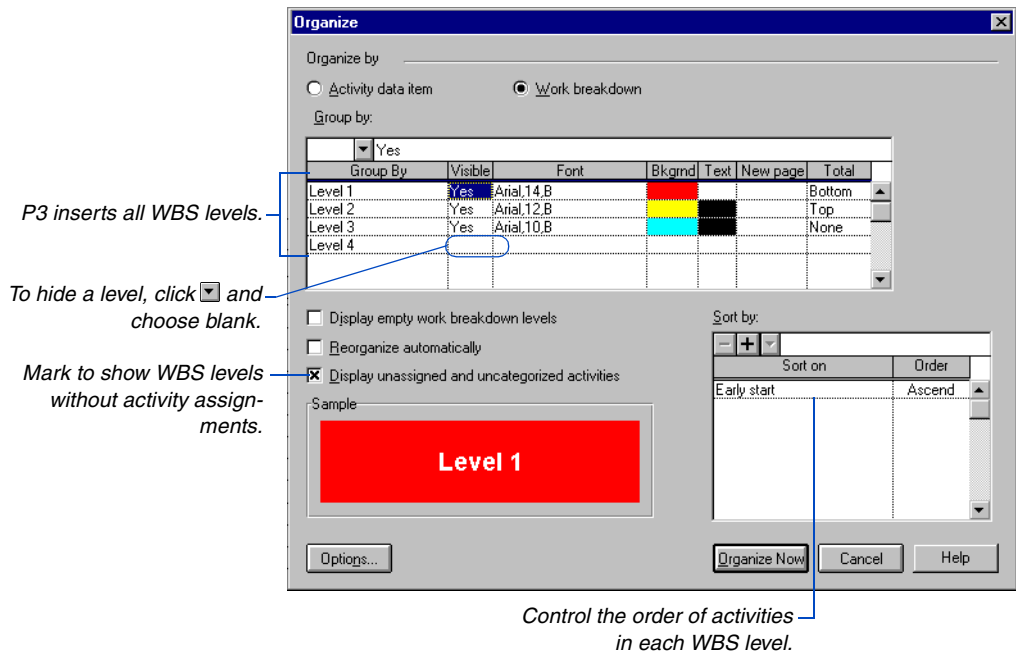 Organize
Organize by
Activity data item
Work breakdown
Group by:
Yes
Group By Visible Font Bkgrnd Text New page Total
Level 1 Yes Arial,14,B Bottom
Level 2 Yes Arial,12,B Top
Level 3 Yes Arial,10,B None
Level 4
P3 inserts all WBS levels.
To hide a level, click and
choose blank.
Mark to show WBS levels
without activity assign-
ments.
Display empty work breakdown levels
Reorganize automatically
Display unassigned and uncategorized activities
Sample
Level 1
Sort by:
Sort on Order
Early start Ascend
Options...
Organize Now
Cancel
Help
Control the order of activities
in each WBS level.